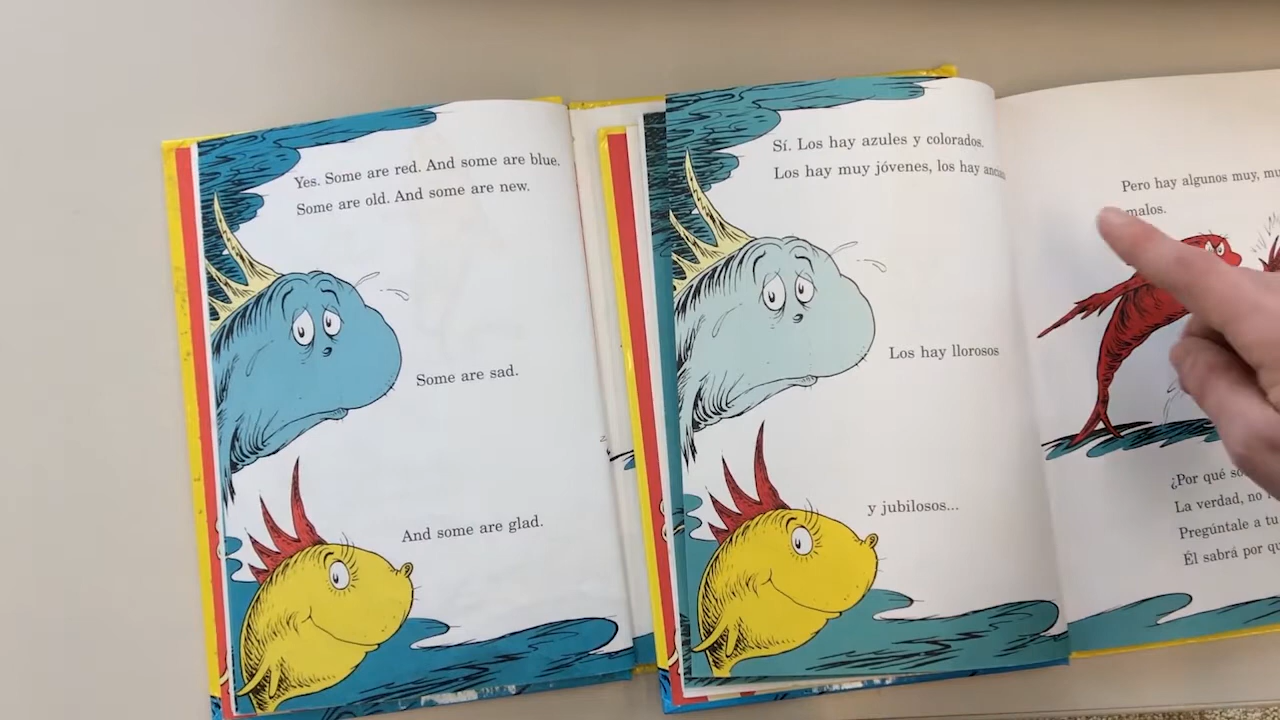 Yes. Some are red. And some are blue.
Some are old. And some are new.
Some are sad.
And some are glad.
Sí. Los hay azules y colorados.
Los hay muy jóvenes, los hay
Los hay llorosos
y jubilosos...
Pero hay algunos muy,
malos.
¿Por qué
La verdad, no
Pregúntale a tu
Él sabrá por